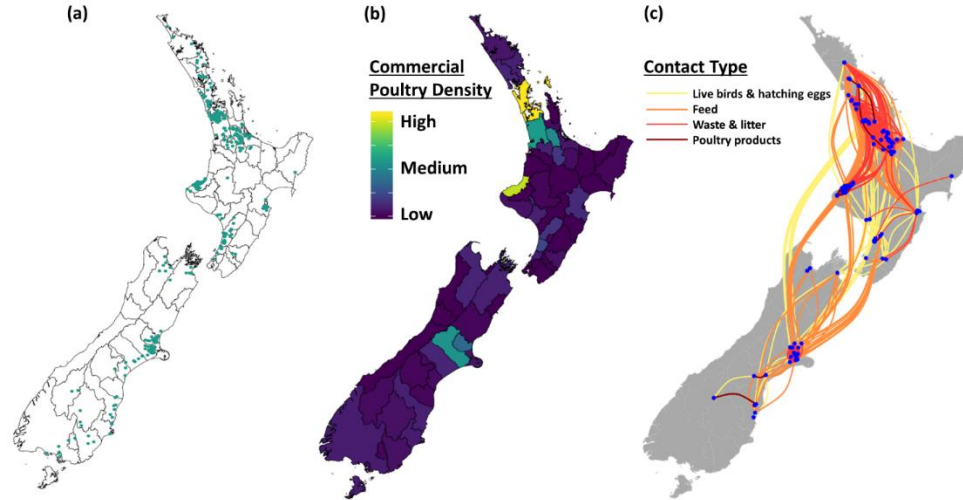 (a)
(b)
Commercial
Poultry Density
High
Medium
Low
(c)
Contact Type
Live birds & hatching eggs
Feed
Waste & litter
Poultry products